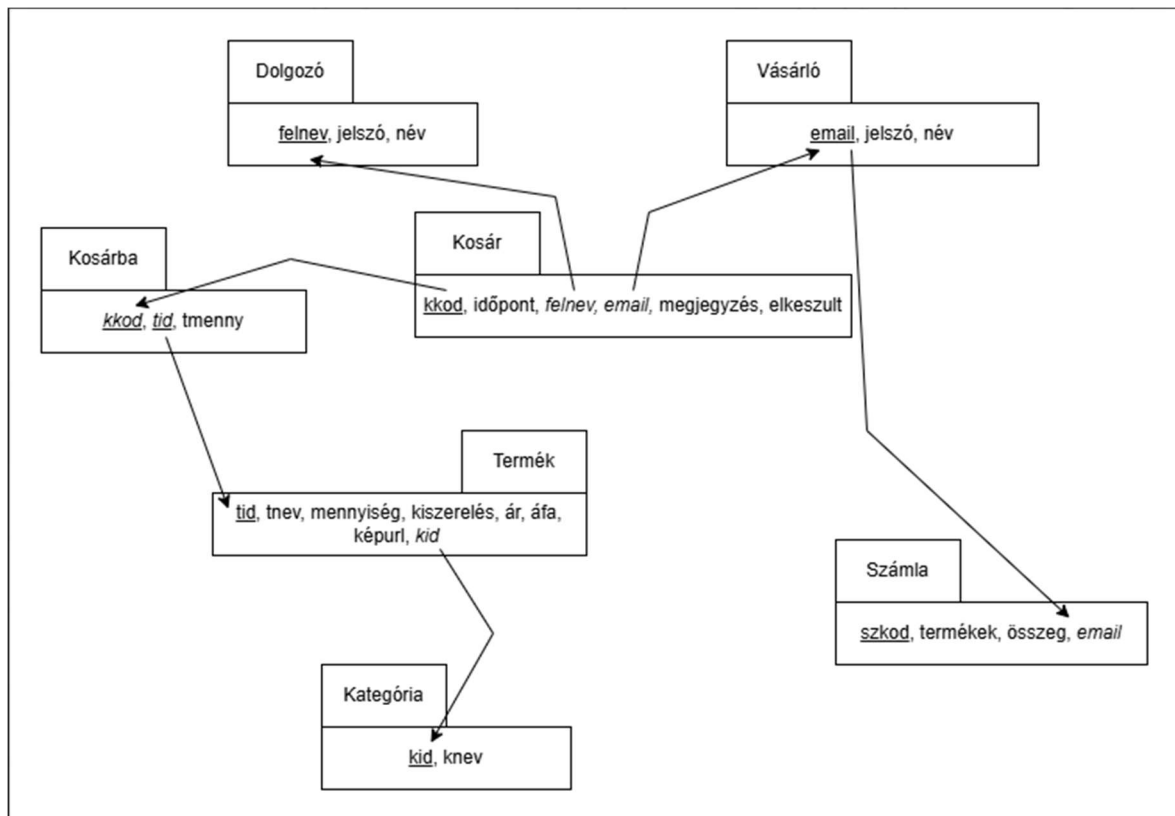 Dolgozó
felnev, jelszó, név
Vásárló
email, jelszó, név
Kosárba
kkod, tid, tmenny
Kosár
kkod, időpont, felnev, email, megjegyzés, elkeszult
Termék
tid, tnev, mennyiség, kiszerelés, ár, áfa,
képurl, kid
Számla
szkod, termékek, összeg, email
Kategória
kid, knev